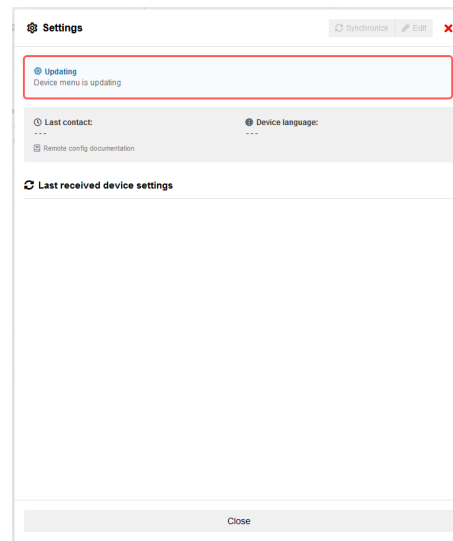 Settings
Synchronize
Edit
Updating
Device menu is updating
Last contact:
Device language:
---
---
Remote config documentation
Last received device settings
Close